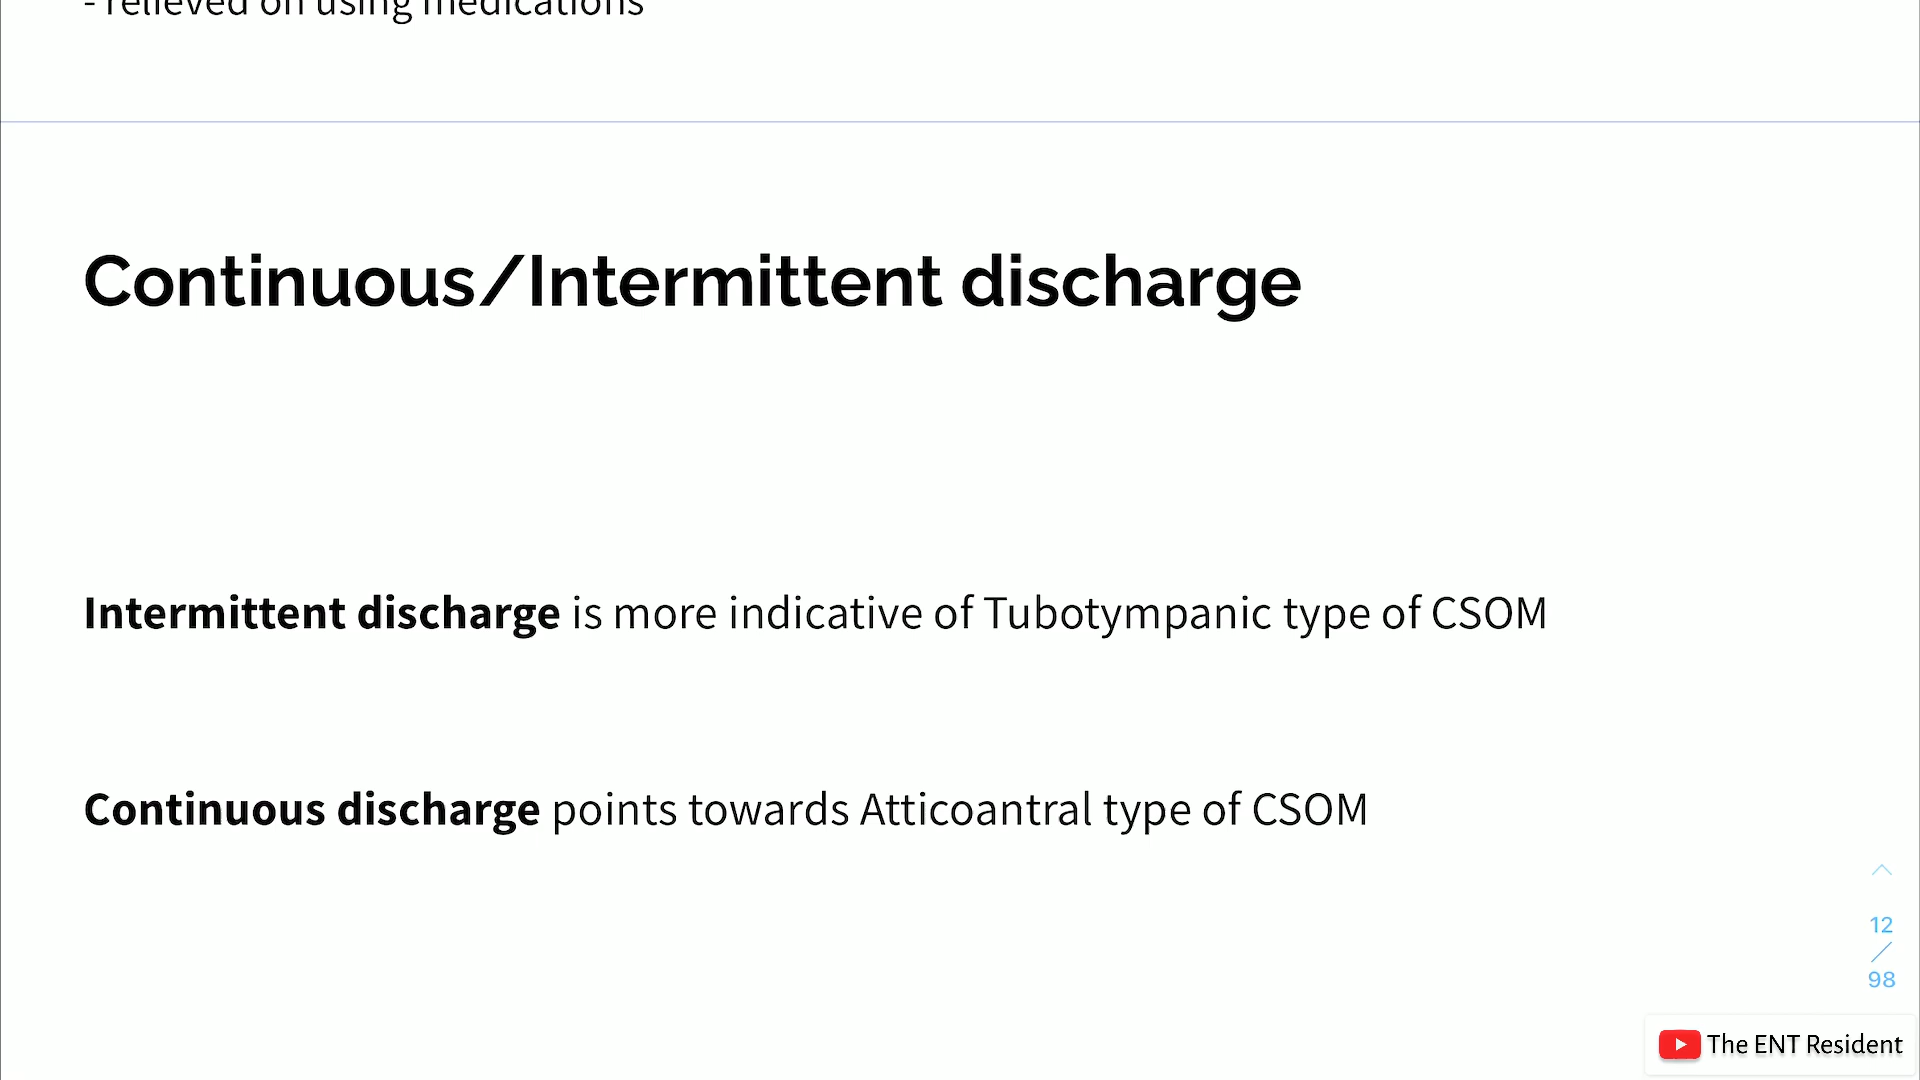 - relieved on using medications
Continuous/Intermittent discharge
Intermittent discharge is more indicative of Tubotympanic type of CSOM
Continuous discharge points towards Atticoantral type of CSOM
12
/
98
The ENT Resident